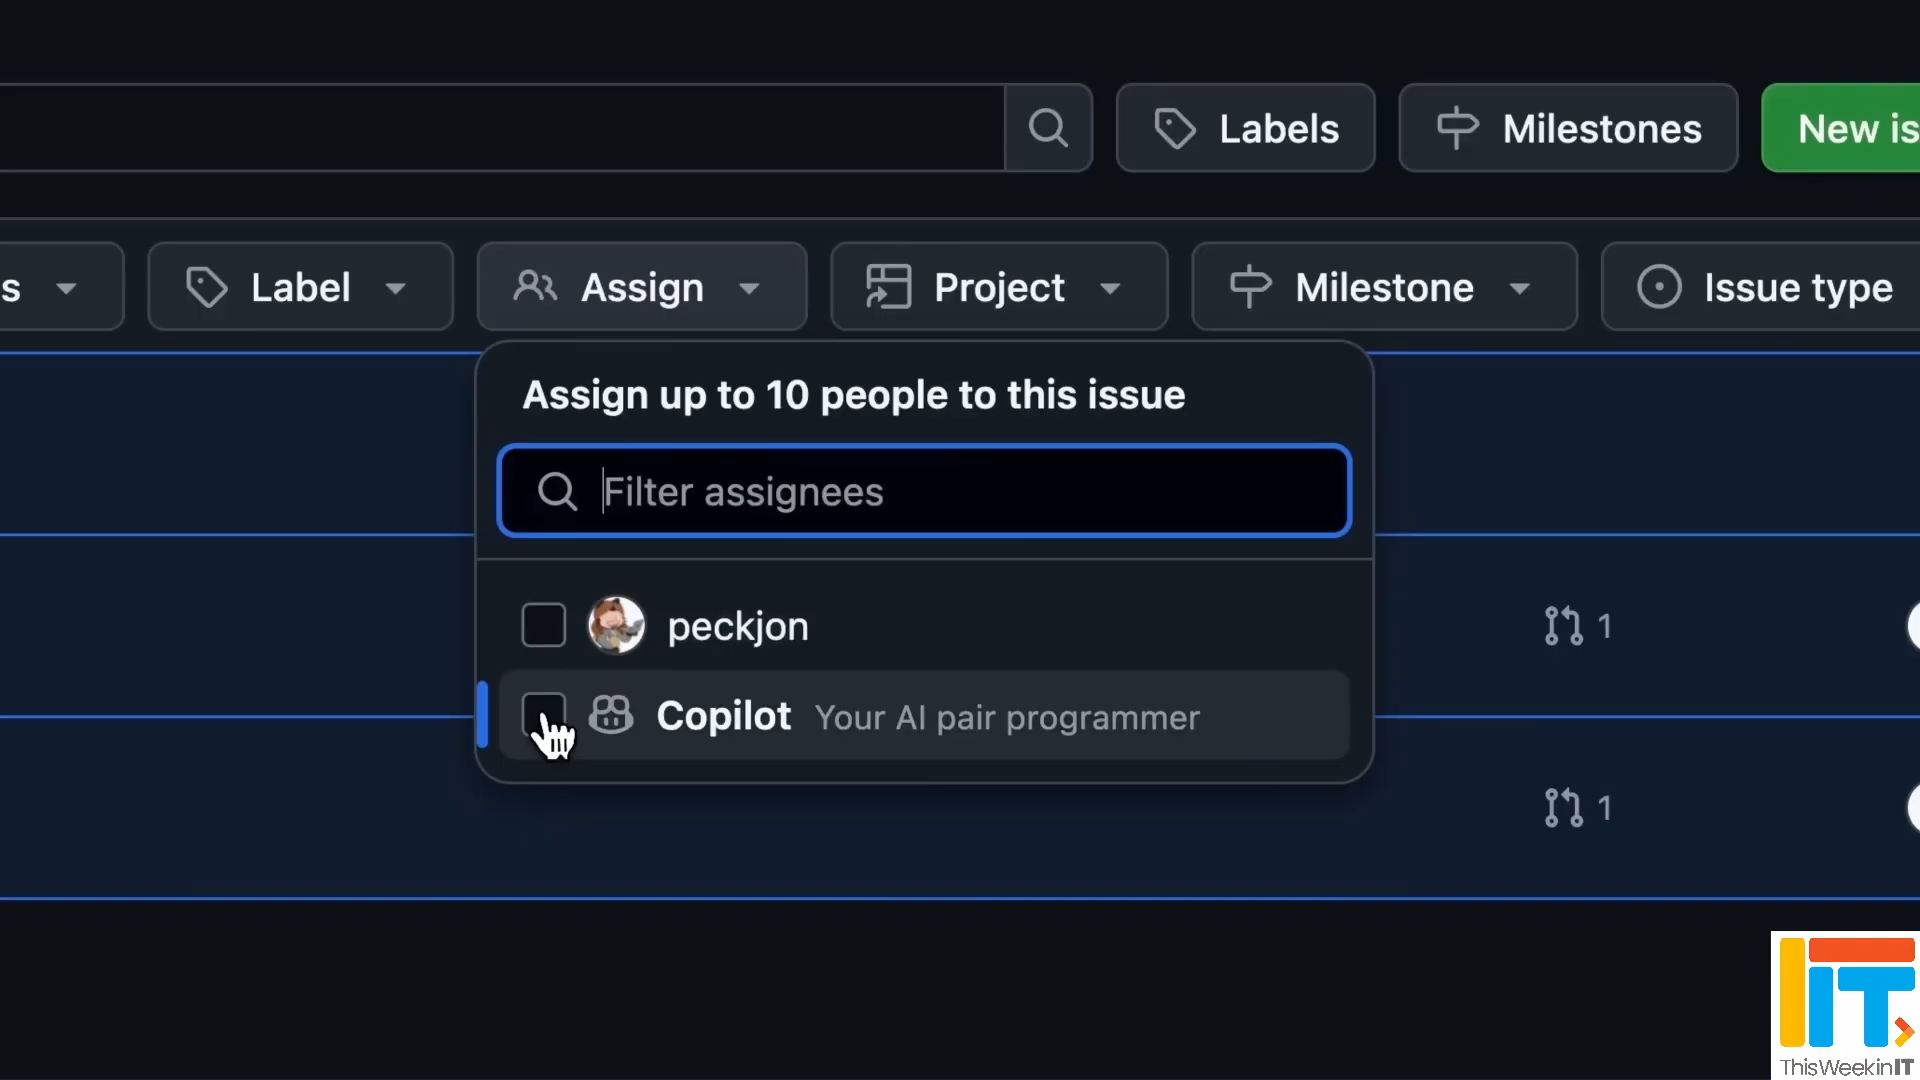 Labels
Milestones
New is
s
Label
Assign
Project
Milestone
Issue type
Assign up to 10 people to this issue
Filter assignees
peckjon
Copilot Your AI pair programmer
1
1
IT
ThisWeekinIT